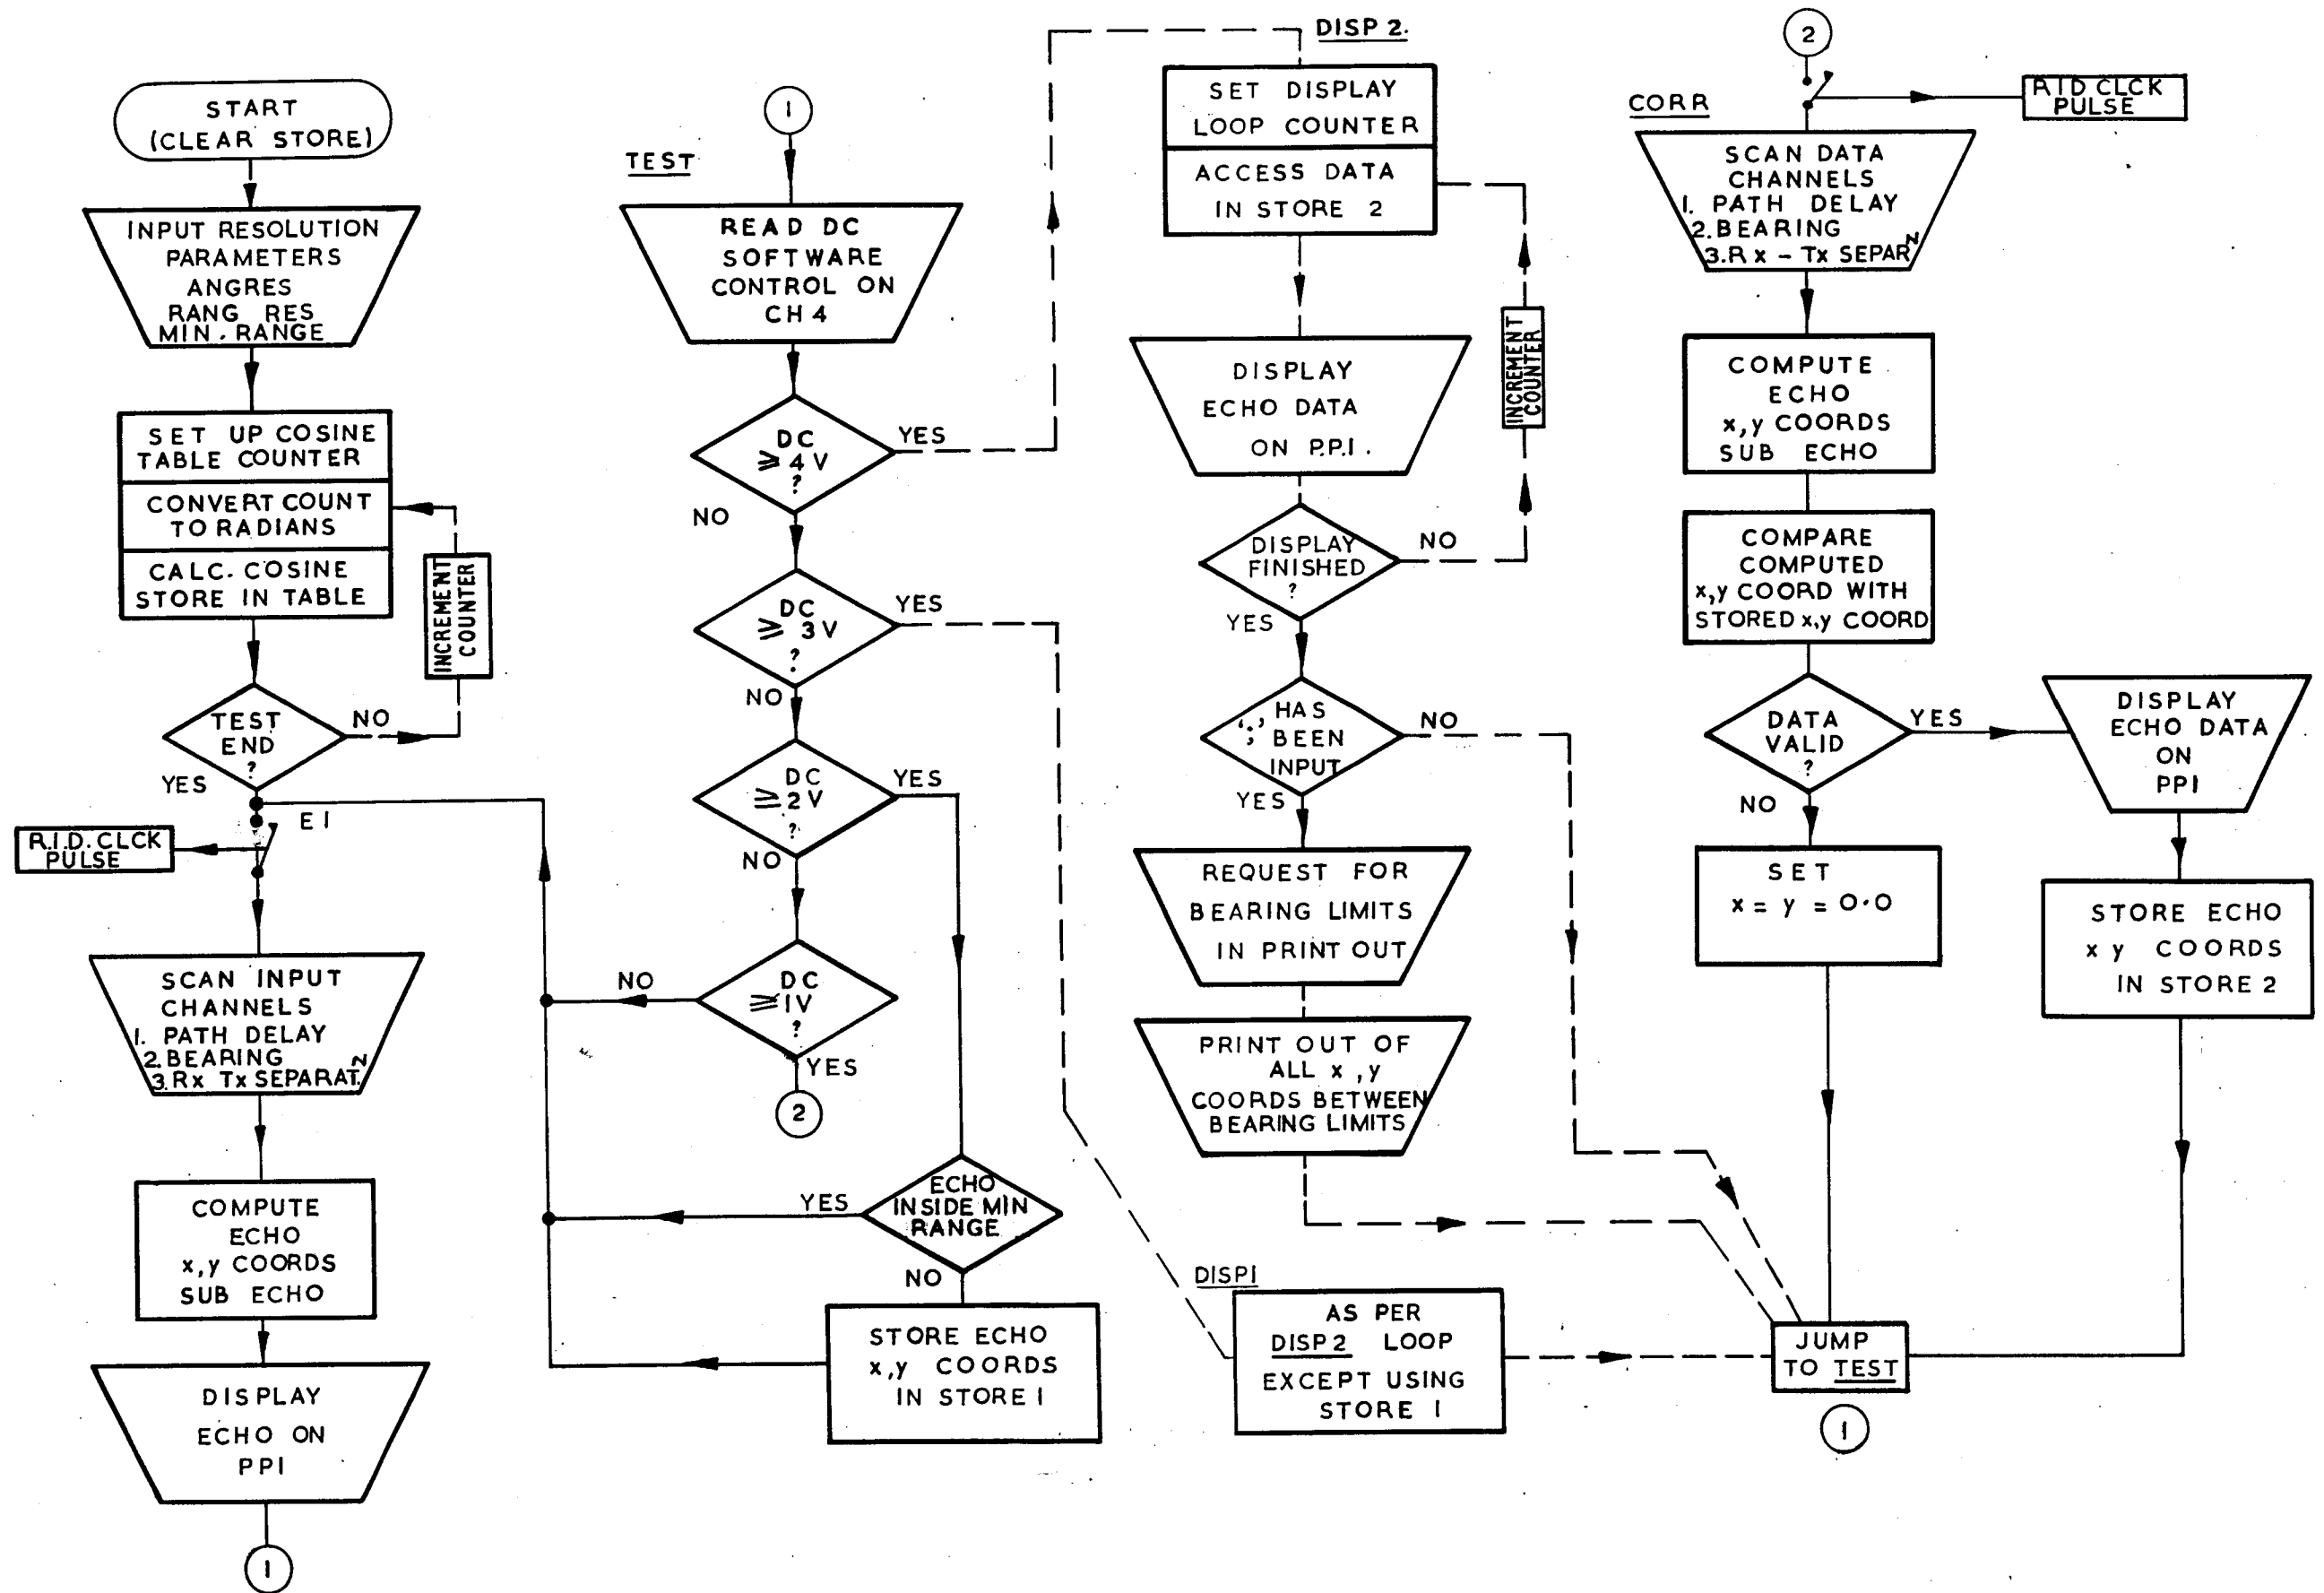 START
(CLEAR STORE)
INPUT RESOLUTION
PARAMETERS
ANGRES
RANG RES
MIN. RANGE
SET UP COSINE
TABLE COUNTER
CONVERT COUNT
TO RADIANS
CALC. COSINE
STORE IN TABLE
INCREMENT
COUNTER
TEST
END
?
NO
YES
E1
R.I.D. CLCK
PULSE
SCAN INPUT
CHANNELS
1. PATH DELAY
2. BEARING
3. Rx Tx SEPARAT.N
COMPUTE
ECHO
x,y COORDS
SUB ECHO
DISPLAY
ECHO ON
PPI
1
1
TEST
READ DC
SOFTWARE
CONTROL ON
CH 4
DC
⩾ 4 V
?
YES
NO
DC
⩾ 3 V
?
YES
NO
DC
⩾ 2 V
?
YES
NO
DC
⩾ 1V
?
NO
YES
2
ECHO
INSIDE MIN
RANGE
YES
NO
STORE ECHO
x,y COORDS
IN STORE 1
DISP 2.
SET DISPLAY
LOOP COUNTER
ACCESS DATA
IN STORE 2
INCREMENT
COUNTER
DISPLAY
ECHO DATA
ON P.P.I.
DISPLAY
FINISHED
?
NO
YES
';' HAS
BEEN
INPUT
NO
YES
REQUEST FOR
BEARING LIMITS
IN PRINT OUT
PRINT OUT OF
ALL x,y
COORDS BETWEEN
BEARING LIMITS
DISP1
AS PER
DISP 2 LOOP
EXCEPT USING
STORE 1
2
CORR
R I D CLCK
PULSE
SCAN DATA
CHANNELS
1. PATH DELAY
2. BEARING
3. Rx – Tx SEPARN
COMPUTE
ECHO
x,y COORDS
SUB ECHO
COMPARE
COMPUTED
x,y COORD WITH
STORED x,y COORD
DATA
VALID
?
YES
NO
SET
x = y = 0·0
DISPLAY
ECHO DATA
ON
PPI
STORE ECHO
x y COORDS
IN STORE 2
JUMP
TO TEST
1